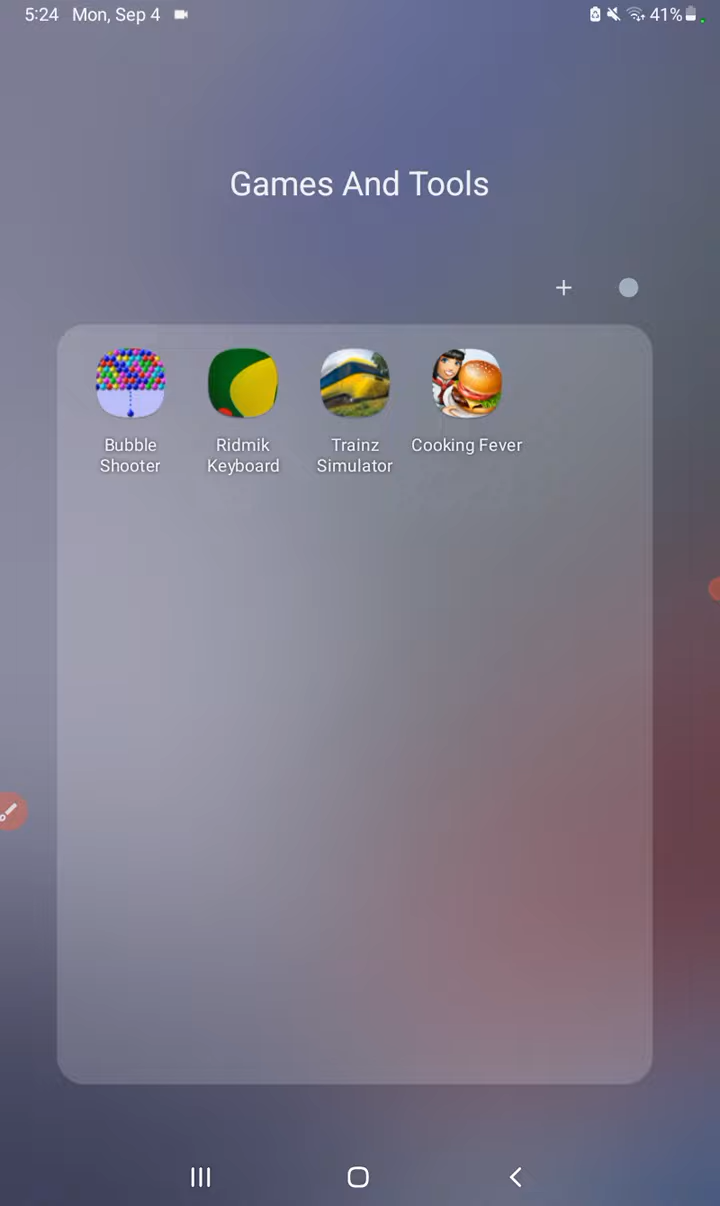 5:24 Mon, Sep 4 41%
Games And Tools
Bubble Shooter
Ridmik Keyboard
Trainz Simulator
Cooking Fever